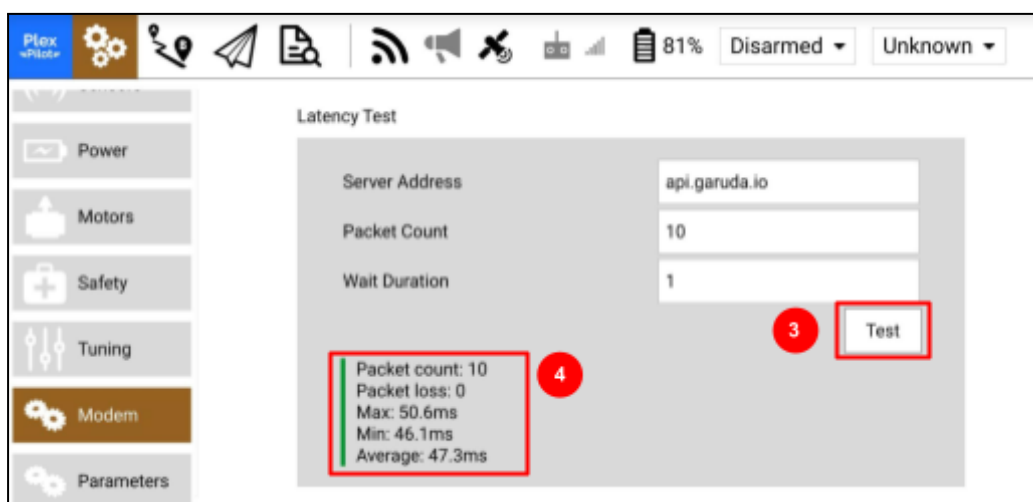 Plex
Pilot
81%
Disarmed
Unknown
Sensors
Power
Motors
Safety
Tuning
Modem
Parameters
Latency Test
Server Address
api.garuda.io
Packet Count
10
Wait Duration
1
3
Test
Packet count: 10
Packet loss: 0
Max: 50.6ms
Min: 46.1ms
Average: 47.3ms
4